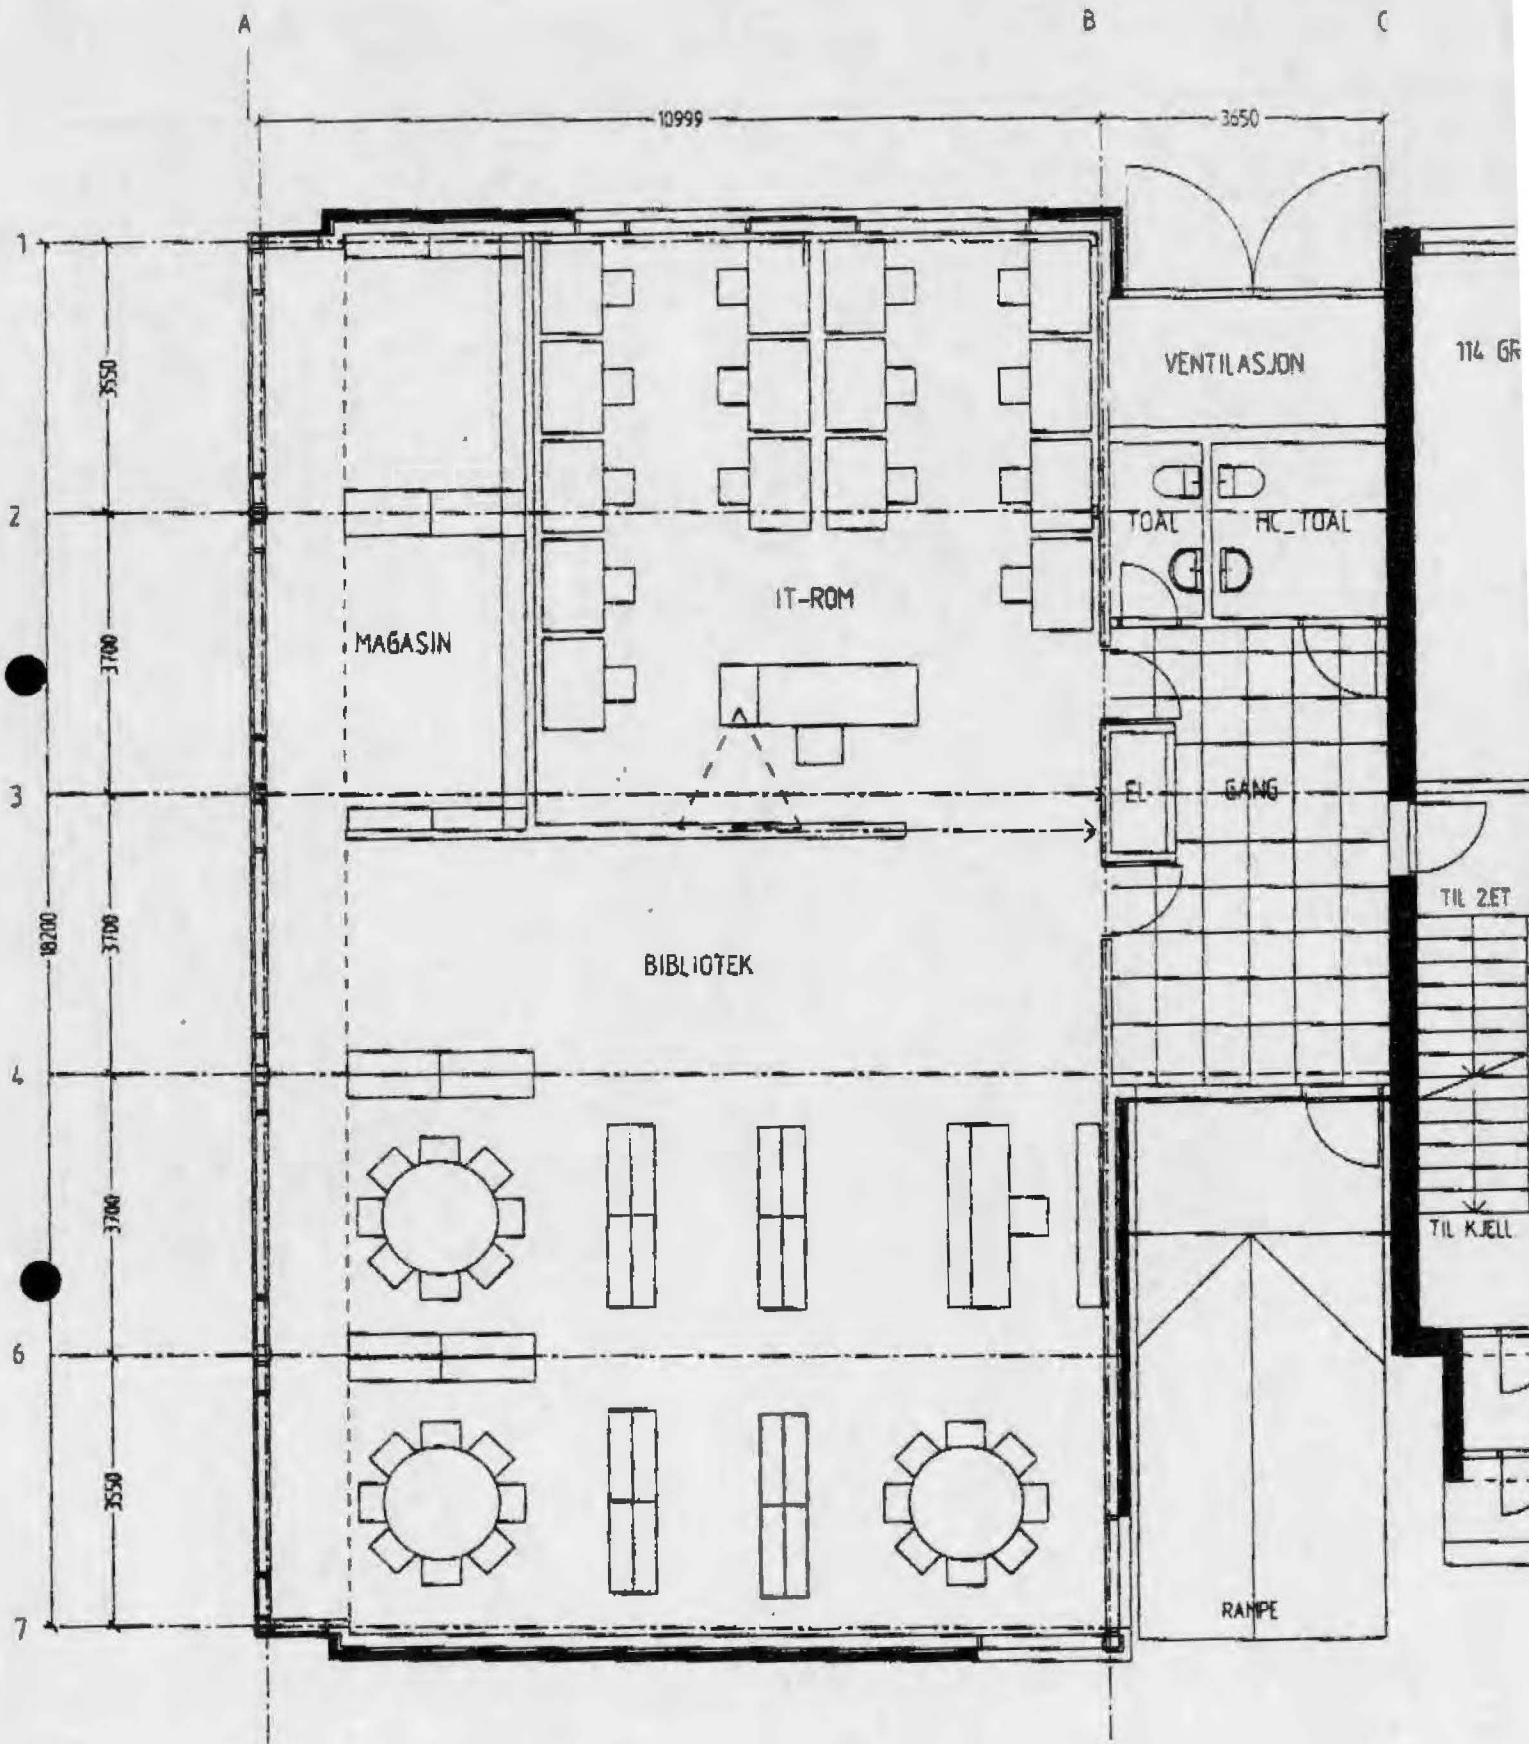 A B C
10999 3650
1
3550
VENTILASJON
114 GR
2
TOAL HC_TOAL
IT-ROM
MAGASIN
3700
3
EL GANG
TIL 2.ET
18200
3700
BIBLIOTEK
4
3700
TIL KJELL
6
3550
RAMPE
7